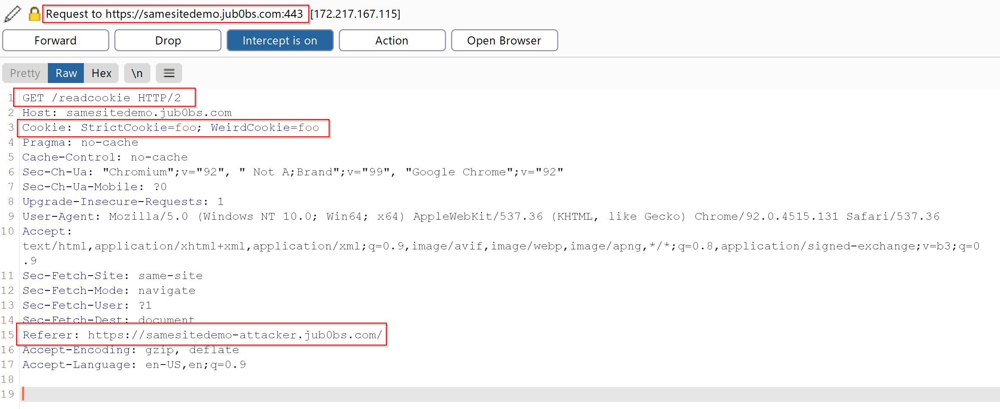 Request to https://samesitedemo.jub0bs.com:443 [172.217.167.115]
Forward Drop Intercept is on Action Open Browser
Pretty Raw Hex \n
1 GET /readcookie HTTP/2
2 Host: samesitedemo.jub0bs.com
3 Cookie: StrictCookie=foo; WeirdCookie=foo
4 Pragma: no-cache
5 Cache-Control: no-cache
6 Sec-Ch-Ua: "Chromium";v="92", " Not A;Brand";v="99", "Google Chrome";v="92"
7 Sec-Ch-Ua-Mobile: ?0
8 Upgrade-Insecure-Requests: 1
9 User-Agent: Mozilla/5.0 (Windows NT 10.0; Win64; x64) AppleWebKit/537.36 (KHTML, like Gecko) Chrome/92.0.4515.131 Safari/537.36
10 Accept:
text/html,application/xhtml+xml,application/xml;q=0.9,image/avif,image/webp,image/apng,*/*;q=0.8,application/signed-exchange;v=b3;q=0
.9
11 Sec-Fetch-Site: same-site
12 Sec-Fetch-Mode: navigate
13 Sec-Fetch-User: ?1
14 Sec-Fetch-Dest: document
15 Referer: https://samesitedemo-attacker.jub0bs.com/
16 Accept-Encoding: gzip, deflate
17 Accept-Language: en-US,en;q=0.9
18
19